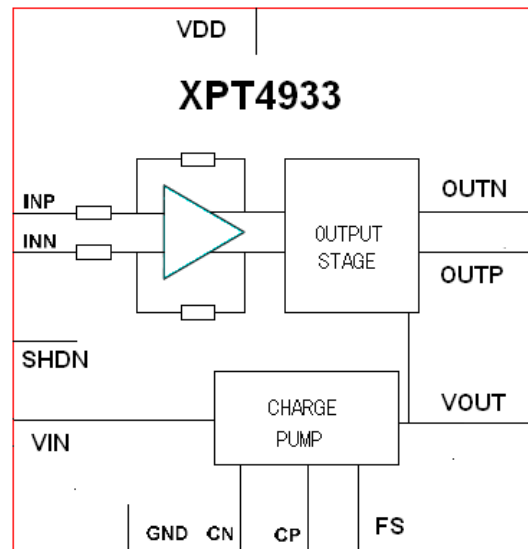 VDD
XPT4933
INP
OUTN
INN
OUTPUT
STAGE
OUTP
SHDN
CHARGE
PUMP
VOUT
VIN
GND CN CP FS